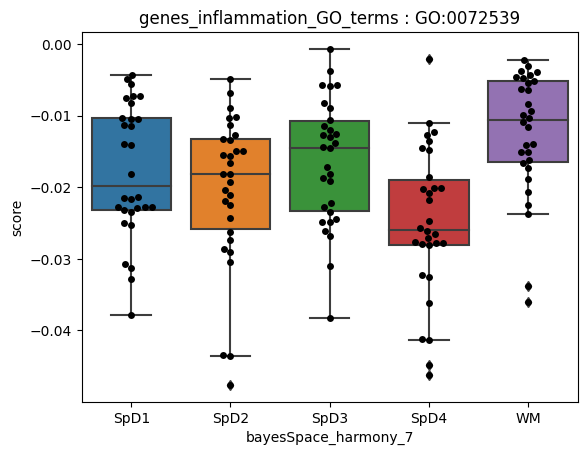 genes_inflammation_GO_terms : GO:0072539
0.00
−0.01
−0.02
−0.03
−0.04
score
SpD1 SpD2 SpD3 SpD4 WM
bayesSpace_harmony_7